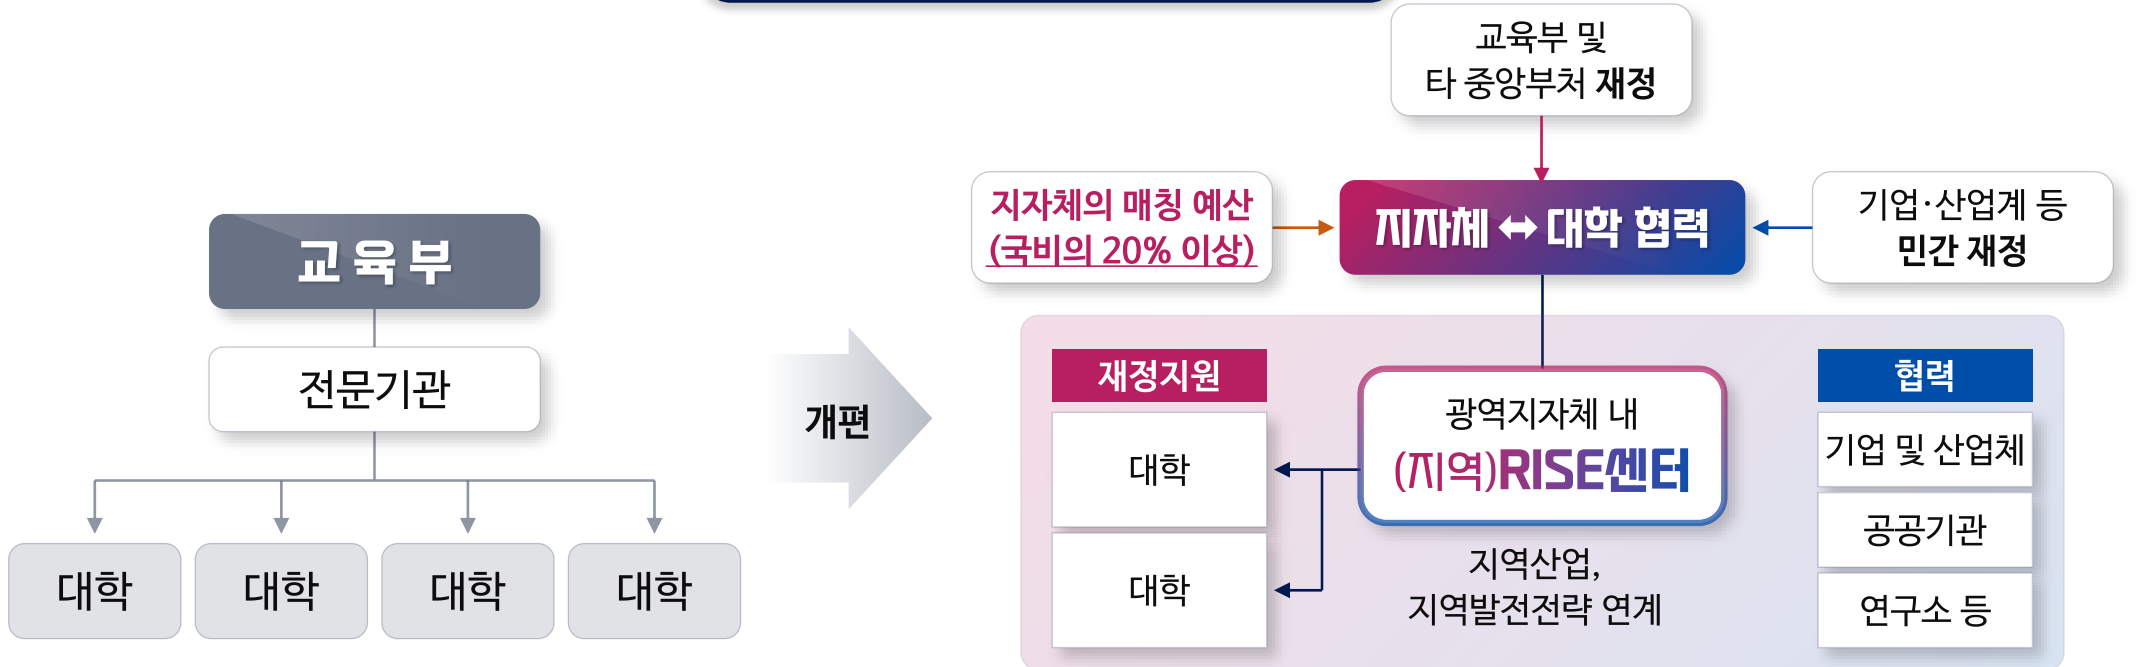 교육부
전문기관
대학
대학
대학
대학
개편
교육부 및
타 중앙부처 재정
지자체의 매칭 예산
(국비의 20% 이상)
지자체 ↔ 대학 협력
기업·산업계 등
민간 재정
재정지원
대학
대학
광역지자체 내
(지역)RISE센터
지역산업,
지역발전전략 연계
협력
기업 및 산업체
공공기관
연구소 등